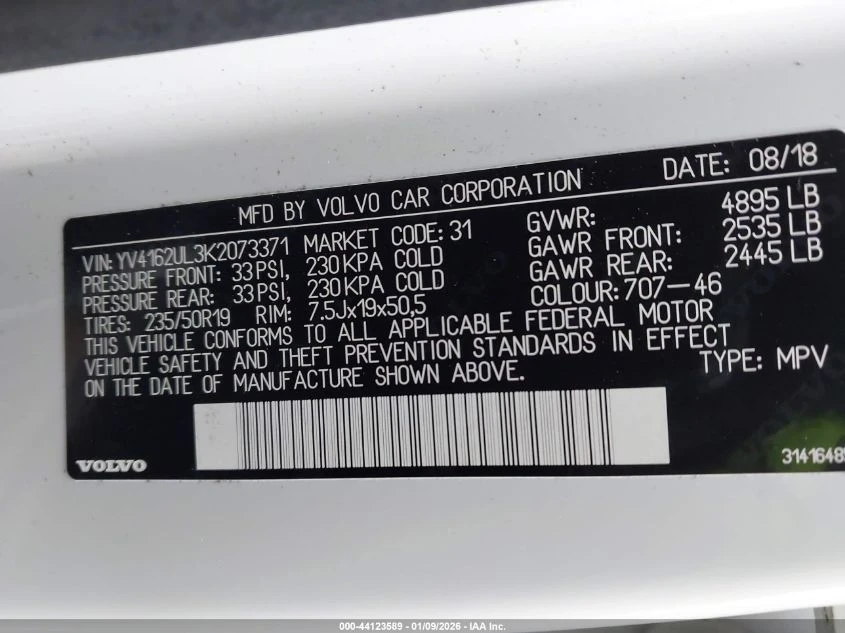 MFD BY VOLVO CAR CORPORATION DATE: 08/18
VIN: YV4162UL3K2073371 MARKET CODE: 31 GVWR: 4895 LB
PRESSURE FRONT: 33 PSI, 230 KPA COLD GAWR FRONT: 2535 LB
PRESSURE REAR: 33 PSI, 230 KPA COLD GAWR REAR: 2445 LB
TIRES: 235/50R19 RIM: 7.5Jx19x50,5 COLOUR: 707-46
THIS VEHICLE CONFORMS TO ALL APPLICABLE FEDERAL MOTOR
VEHICLE SAFETY AND THEFT PREVENTION STANDARDS IN EFFECT
ON THE DATE OF MANUFACTURE SHOWN ABOVE. TYPE: MPV
VOLVO
000-44123589 - 01/09/2026 - IAA Inc.